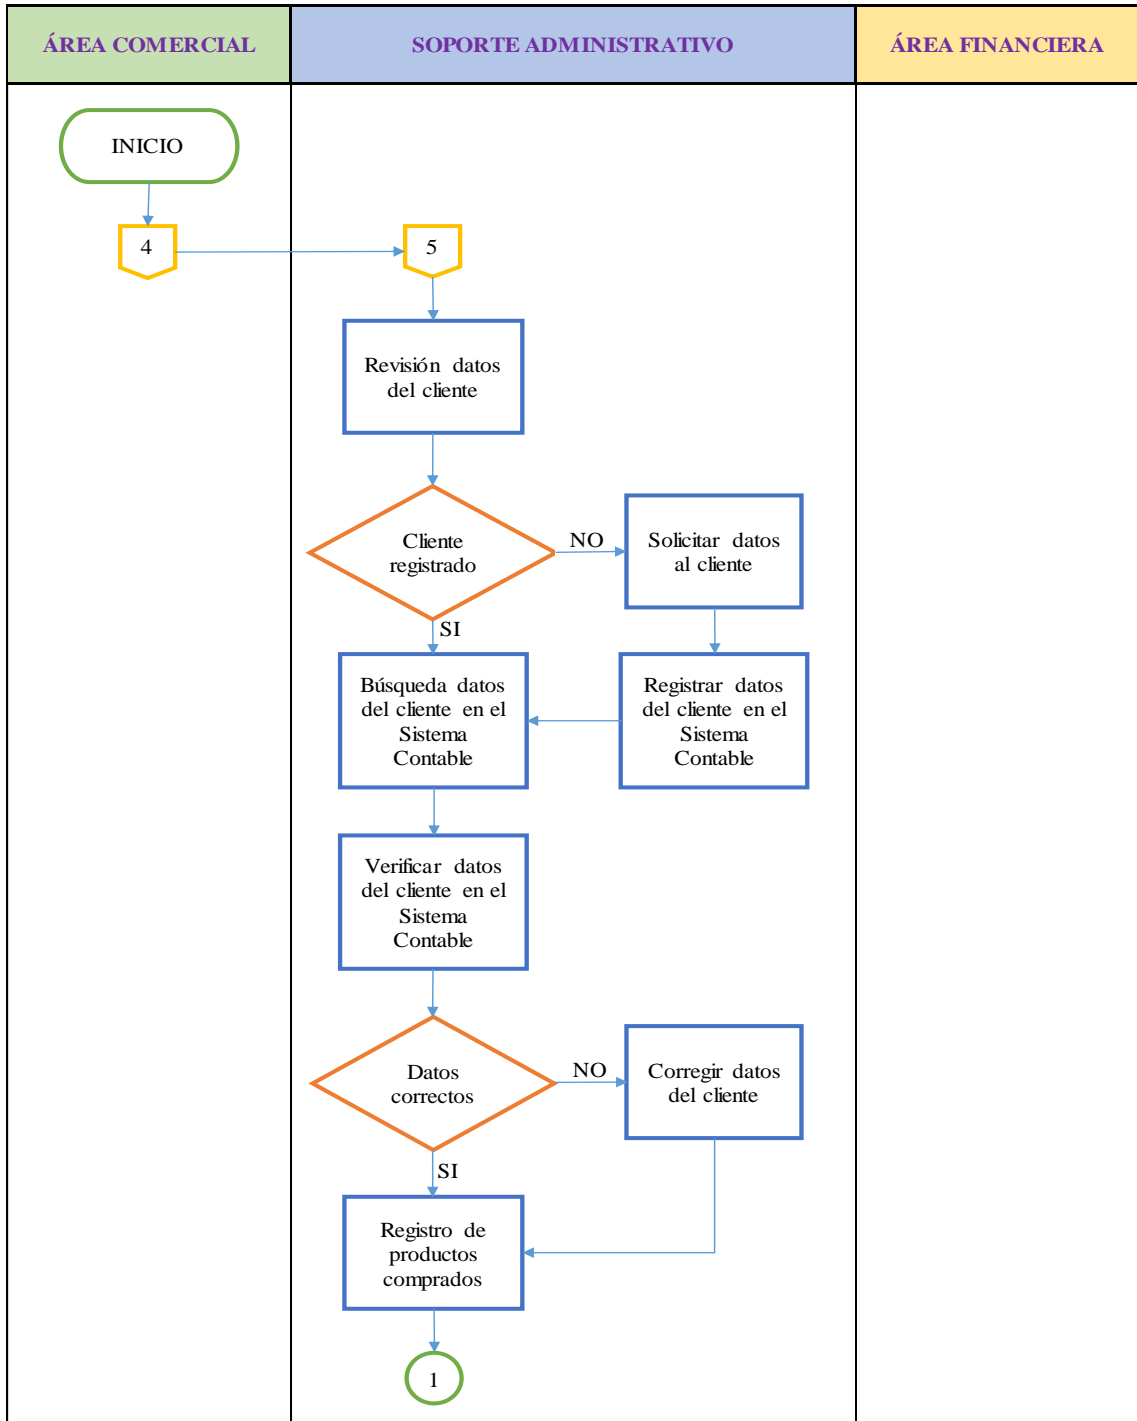 ÁREA COMERCIAL
SOPORTE ADMINISTRATIVO
ÁREA FINANCIERA
INICIO
4
5
Revisión datos
del cliente
Cliente
registrado
NO
Solicitar datos
al cliente
SI
Búsqueda datos
del cliente en el
Sistema
Contable
Registrar datos
del cliente en el
Sistema
Contable
Verificar datos
del cliente en el
Sistema
Contable
Datos
correctos
NO
Corregir datos
del cliente
SI
Registro de
productos
comprados
1